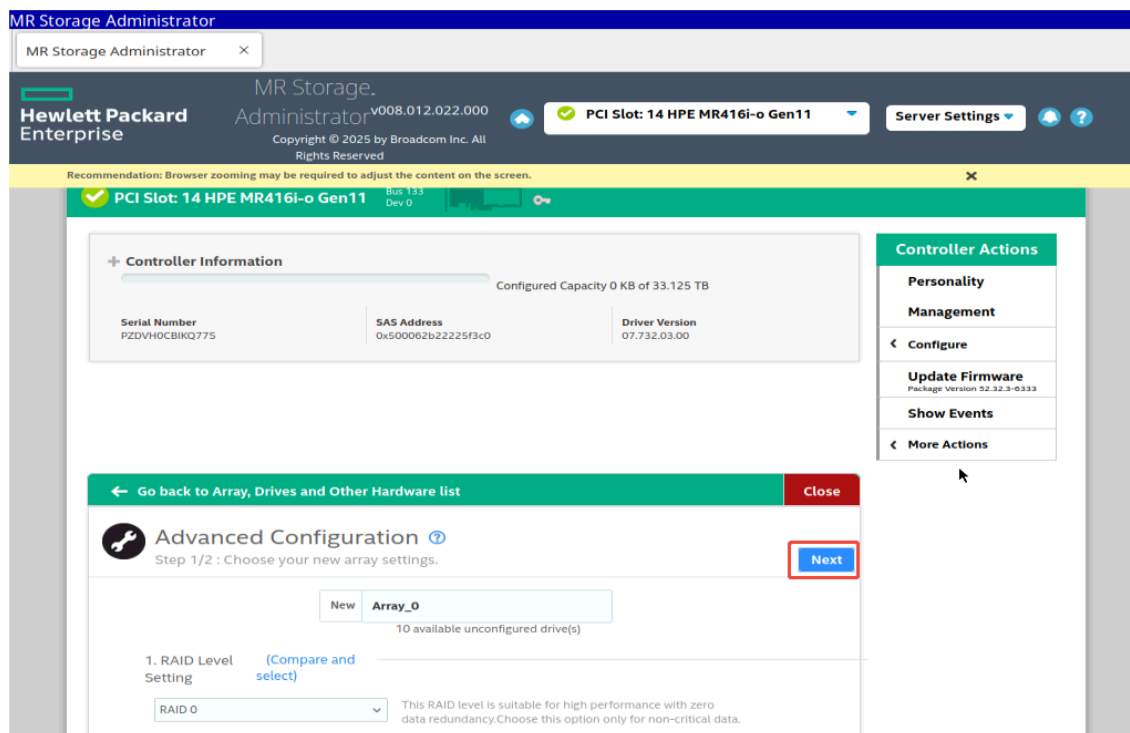 MR Storage Administrator
MR Storage Administrator ×
Hewlett Packard
Enterprise
MR Storage.
Administrator v008.012.022.000
Copyright © 2025 by Broadcom Inc. All
Rights Reserved
PCI Slot: 14 HPE MR416i-o Gen11
Server Settings
?
Recommendation: Browser zooming may be required to adjust the content on the screen.
PCI Slot: 14 HPE MR416i-o Gen11
Bus 133
Dev 0
Controller Information
Configured Capacity 0 KB of 33.125 TB
Serial Number
PZDVH0CBIKQ775
SAS Address
0x500062b22225f3c0
Driver Version
07.732.03.00
Controller Actions
Personality
Management
Configure
Update Firmware
Package Version 52.32.3-6333
Show Events
More Actions
Go back to Array, Drives and Other Hardware list
Close
Advanced Configuration ?
Step 1/2 : Choose your new array settings.
Next
New Array_0
10 available unconfigured drive(s)
1. RAID Level
Setting
(Compare and
select)
RAID 0
This RAID level is suitable for high performance with zero
data redundancy.Choose this option only for non-critical data.